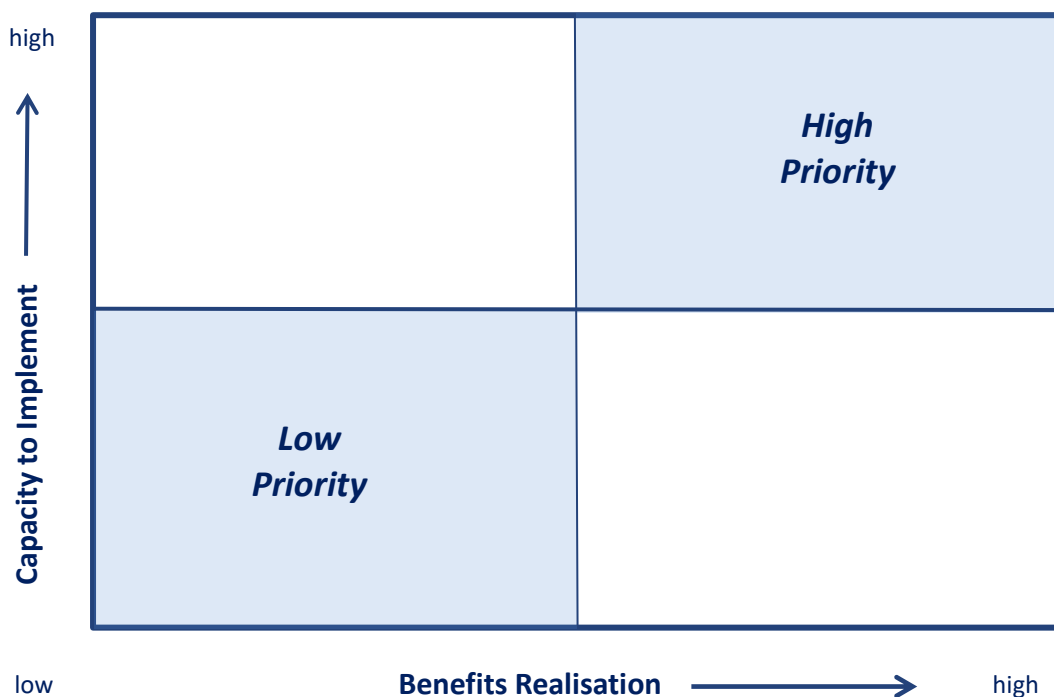 high
High
Priority
Capacity to Implement
Low
Priority
low
Benefits Realisation
high